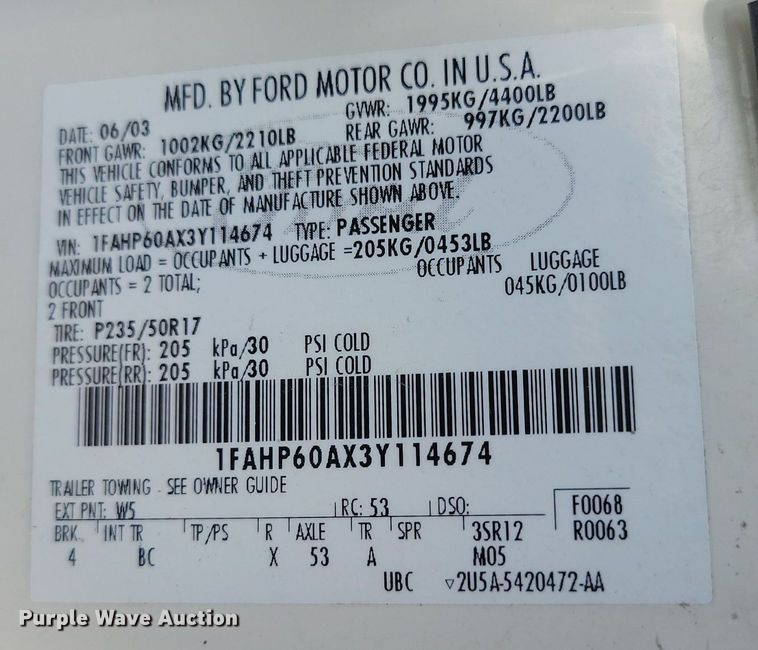 MFD. BY FORD MOTOR CO. IN U.S.A.
DATE: 06/03 GVWR: 1995KG/4400LB
FRONT GAWR: 1002KG/2210LB REAR GAWR: 997KG/2200LB
THIS VEHICLE CONFORMS TO ALL APPLICABLE FEDERAL MOTOR
VEHICLE SAFETY, BUMPER, AND THEFT PREVENTION STANDARDS
IN EFFECT ON THE DATE OF MANUFACTURE SHOWN ABOVE.
VIN: 1FAHP60AX3Y114674 TYPE: PASSENGER
MAXIMUM LOAD = OCCUPANTS + LUGGAGE =205KG/0453LB
OCCUPANTS = 2 TOTAL; OCCUPANTS LUGGAGE
2 FRONT 045KG/0100LB
TIRE: P235/50R17
PRESSURE(FR): 205 kPa/30 PSI COLD
PRESSURE(RR): 205 kPa/30 PSI COLD
1FAHP60AX3Y114674
TRAILER TOWING - SEE OWNER GUIDE
EXT PNT: W5 RC: 53 DSO: F0068
BRK INT TR TP/PS R AXLE TR SPR 3SR12 R0063
4 BC X 53 A M05
UBC ▽2U5A-5420472-AA
Purple Wave Auction